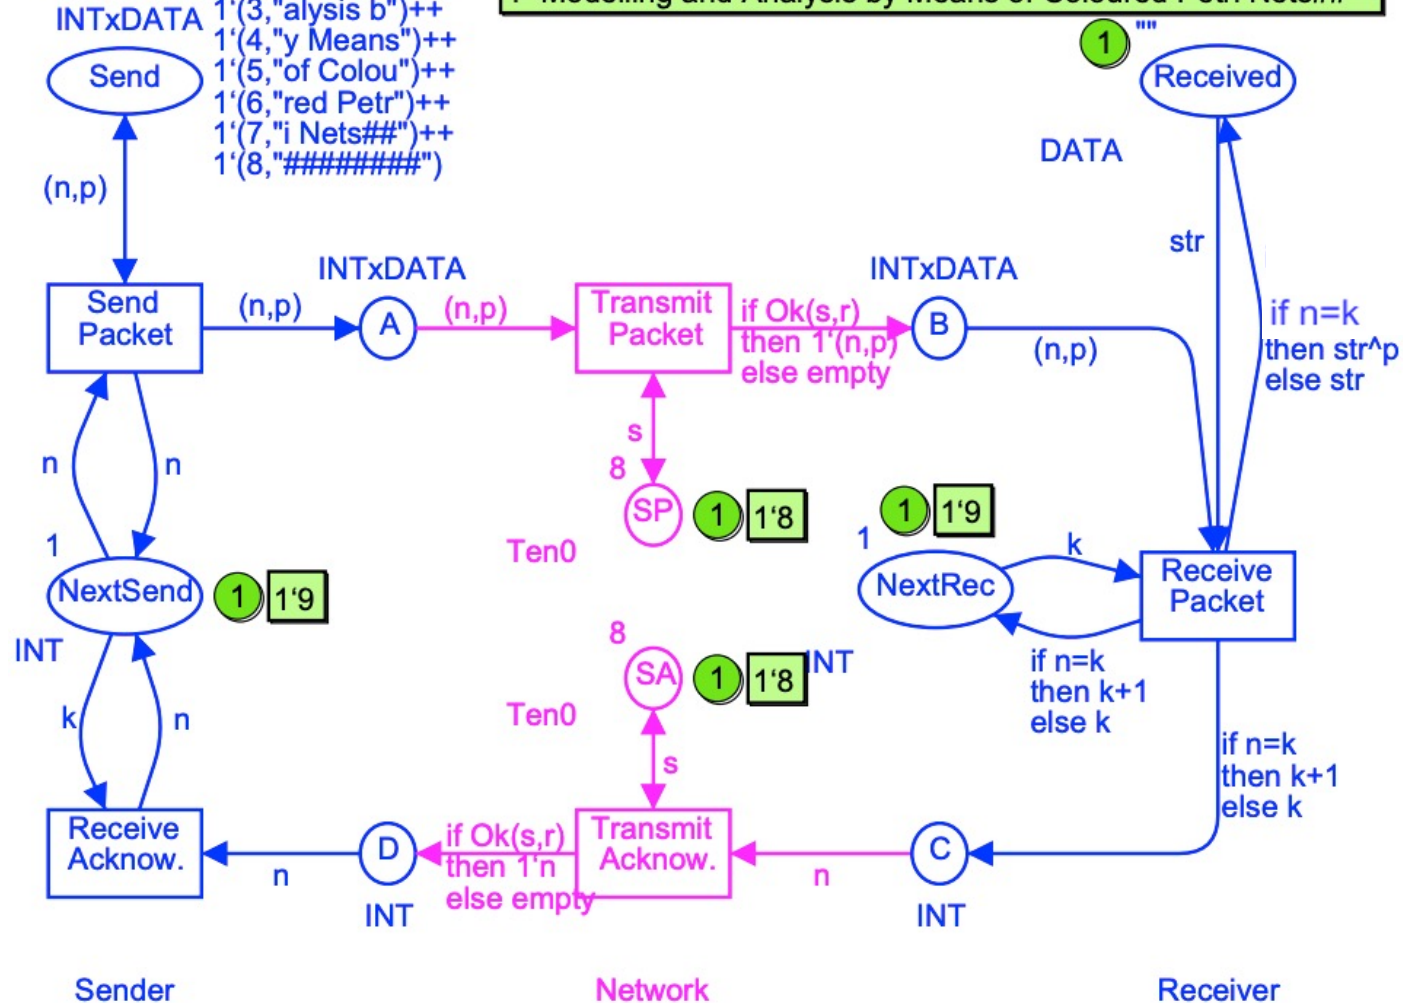 INTxDATA
1‘(3,"alysis b")++
1‘(4,"y Means")++
1‘(5,"of Colou")++
1‘(6,"red Petr")++
1‘(7,"i Nets##")++
1‘(8,"########")
Send
1
""
Received
DATA
(n,p)
str
INTxDATA
INTxDATA
Send
Packet
(n,p)
A
(n,p)
Transmit
Packet
if Ok(s,r)
then 1‘(n,p)
else empty
B
(n,p)
if n=k
then str^p
else str
n
n
s
8
SP
1
1‘8
Ten0
1
1‘9
1
NextRec
k
Receive
Packet
1
NextSend
1
1‘9
INT
8
SA
1
1‘8
INT
Ten0
if n=k
then k+1
else k
k
n
s
if n=k
then k+1
else k
Receive
Acknow.
n
D
if Ok(s,r)
then 1‘n
else empty
Transmit
Acknow.
n
C
INT
INT
Sender
Network
Receiver